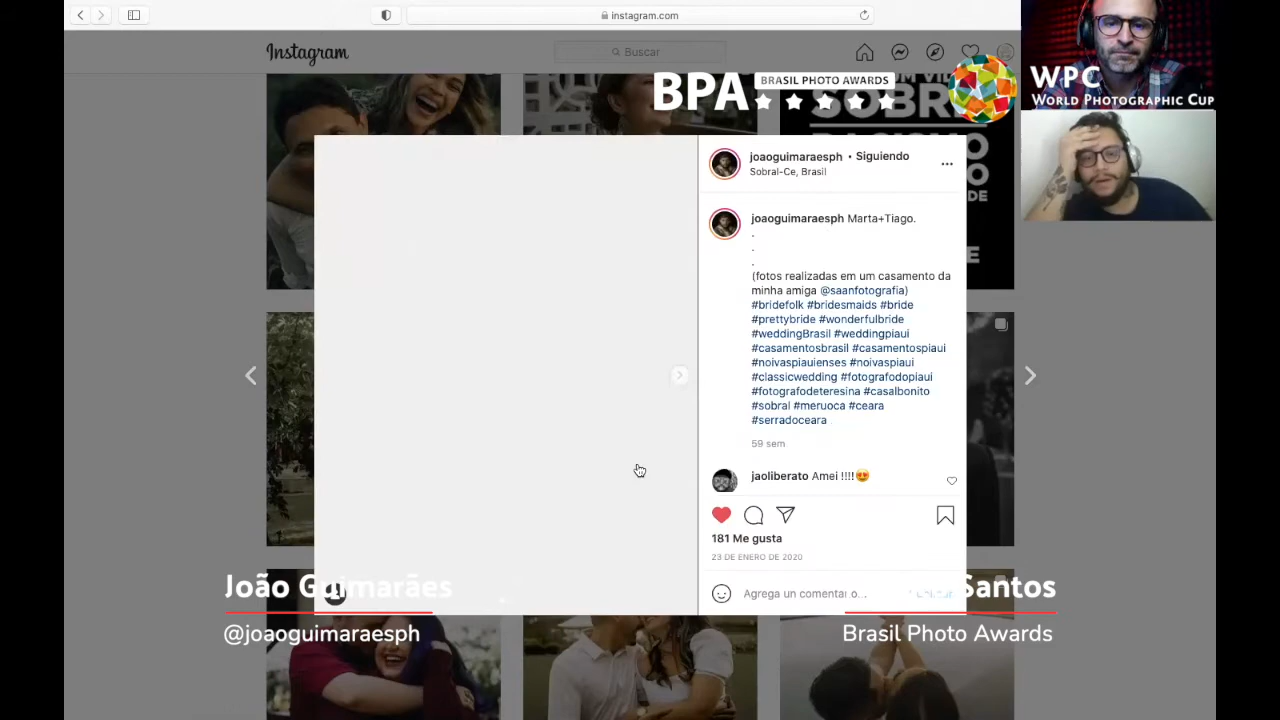 instagram.com
Instagram
Buscar
BPA
BRASIL PHOTO AWARDS
WPC
WORLD PHOTOGRAPHIC CUP
SOBRE
joaoguimaraesph • Siguiendo
Sobral-Ce, Brasil
joaoguimaraesph Marta+Tiago.
.
.
.
(fotos realizadas em um casamento da
minha amiga @saanfotografia)
#bridefolk #bridesmaids #bride
#prettybride #wonderfulbride
#weddingBrasil #weddingpiaui
#casamentosbrasil #casamentospiaui
#noivaspiauienses #noivaspiaui
#classicwedding #fotografodopiaui
#fotografodeteresina #casalbonito
#sobral #meruoca #ceara
#serradoceara
59 sem
jaoliberato Amei !!!!😍
181 Me gusta
23 DE ENERO DE 2020
Agrega un comentario...
João Guimarães
@joaoguimaraesph
Santos
Brasil Photo Awards